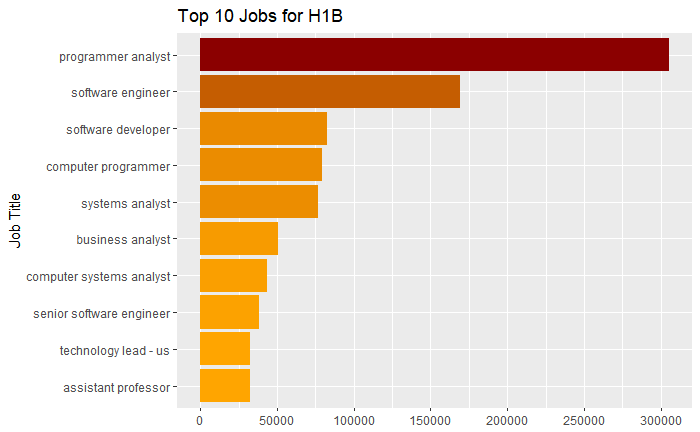 Top 10 Jobs for H1B
Job Title
programmer analyst
software engineer
software developer
computer programmer
systems analyst
business analyst
computer systems analyst
senior software engineer
technology lead - us
assistant professor
0 50000 100000 150000 200000 250000 300000